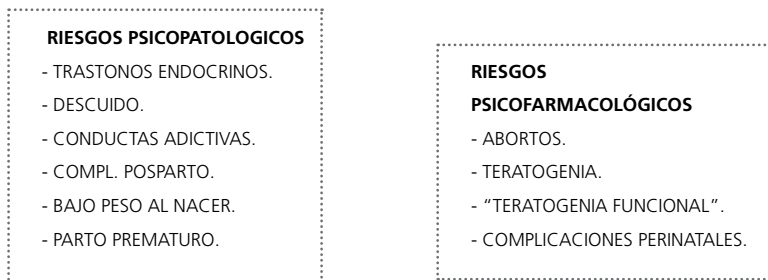 RIESGOS PSICOPATOLOGICOS
- TRASTONOS ENDOCRINOS.
- DESCUIDO.
- CONDUCTAS ADICTIVAS.
- COMPL. POSPARTO.
- BAJO PESO AL NACER.
- PARTO PREMATURO.
RIESGOS
PSICOFARMACOLÓGICOS
- ABORTOS.
- TERATOGENIA.
- “TERATOGENIA FUNCIONAL”.
- COMPLICACIONES PERINATALES.